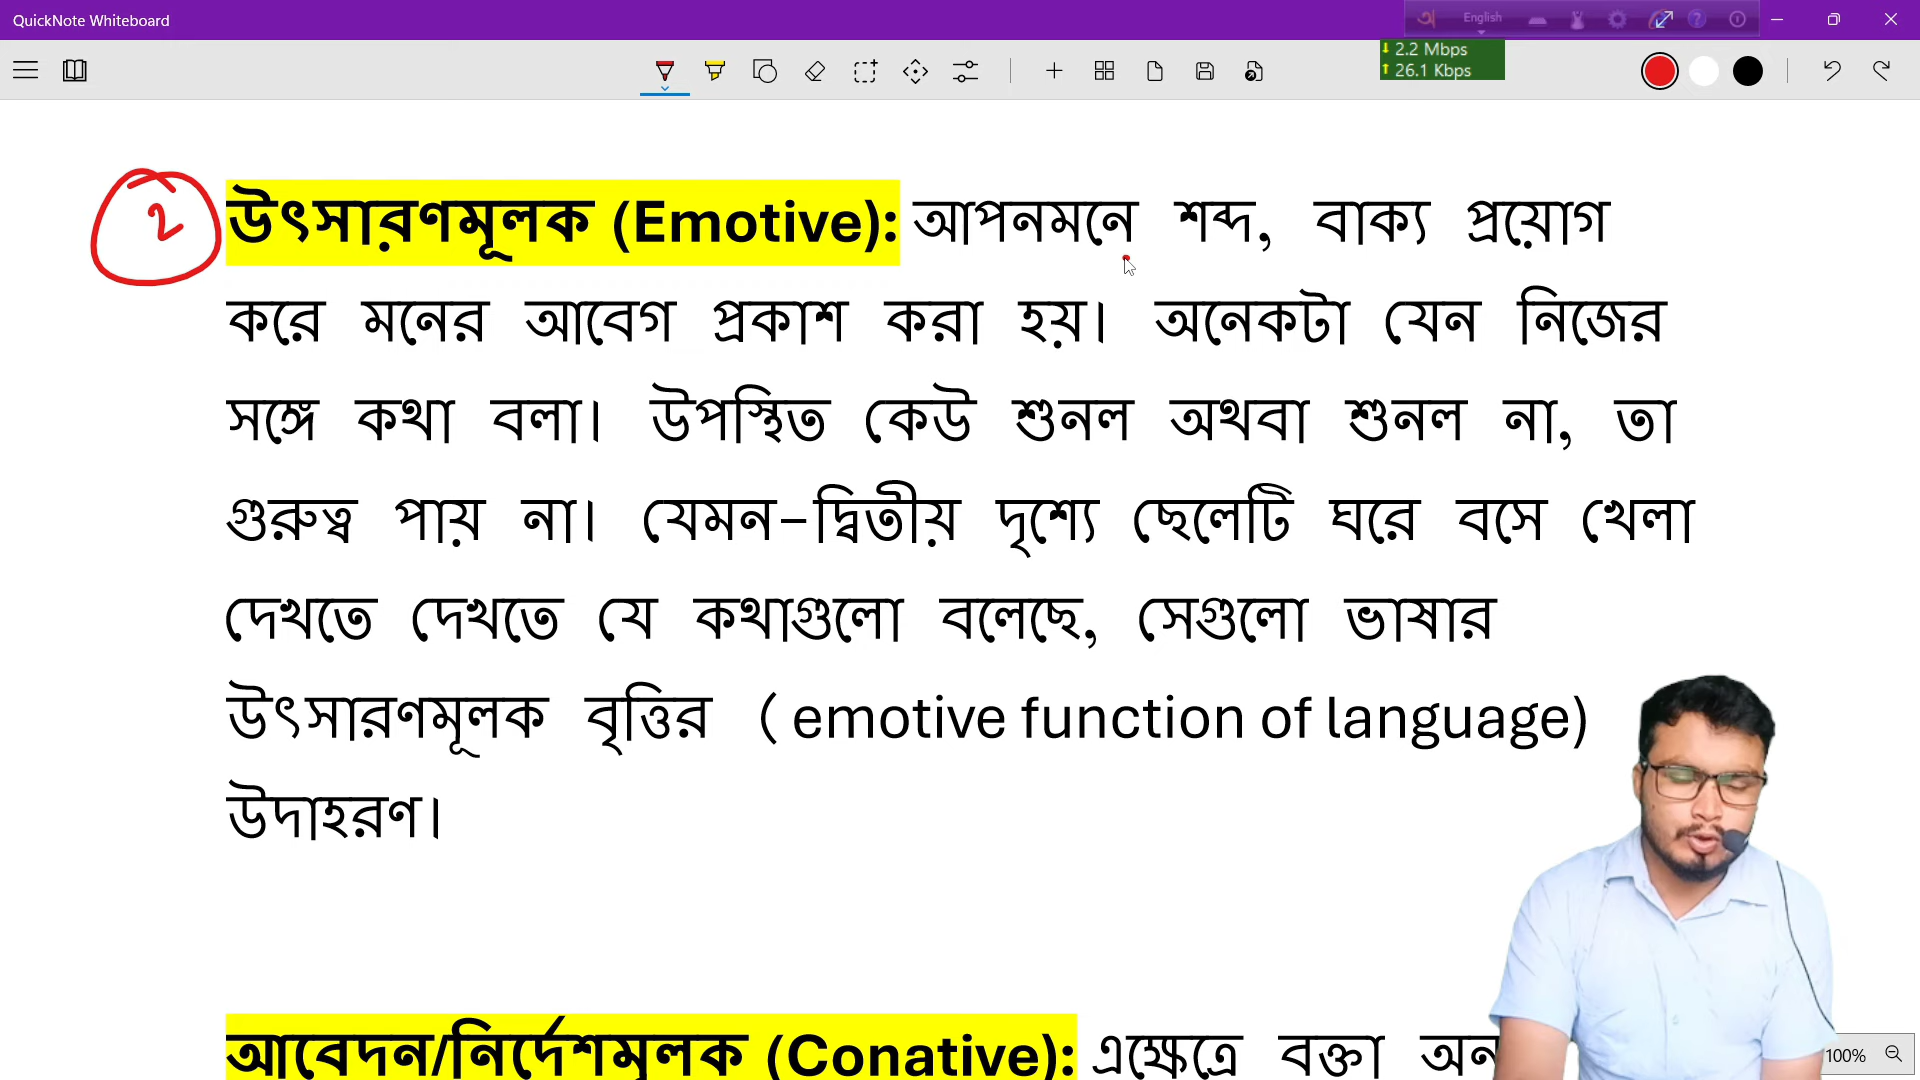 QuickNote Whiteboard
English
2.2 Mbps
26.1 Kbps
2
উৎসারণমূলক (Emotive): আপনমনে শব্দ, বাক্য প্রয়োগ
করে মনের আবেগ প্রকাশ করা হয়। অনেকটা যেন নিজের
সঙ্গে কথা বলা। উপস্থিত কেউ শুনল অথবা শুনল না, তা
গুরুত্ব পায় না। যেমন–দ্বিতীয় দৃশ্যে ছেলেটি ঘরে বসে খেলা
দেখতে দেখতে যে কথাগুলো বলেছে, সেগুলো ভাষার
উৎসারণমূলক বৃত্তির ( emotive function of language)
উদাহরণ।
আবেদন/নির্দেশমূলক (Conative): এক্ষেত্রে বক্তা
100%